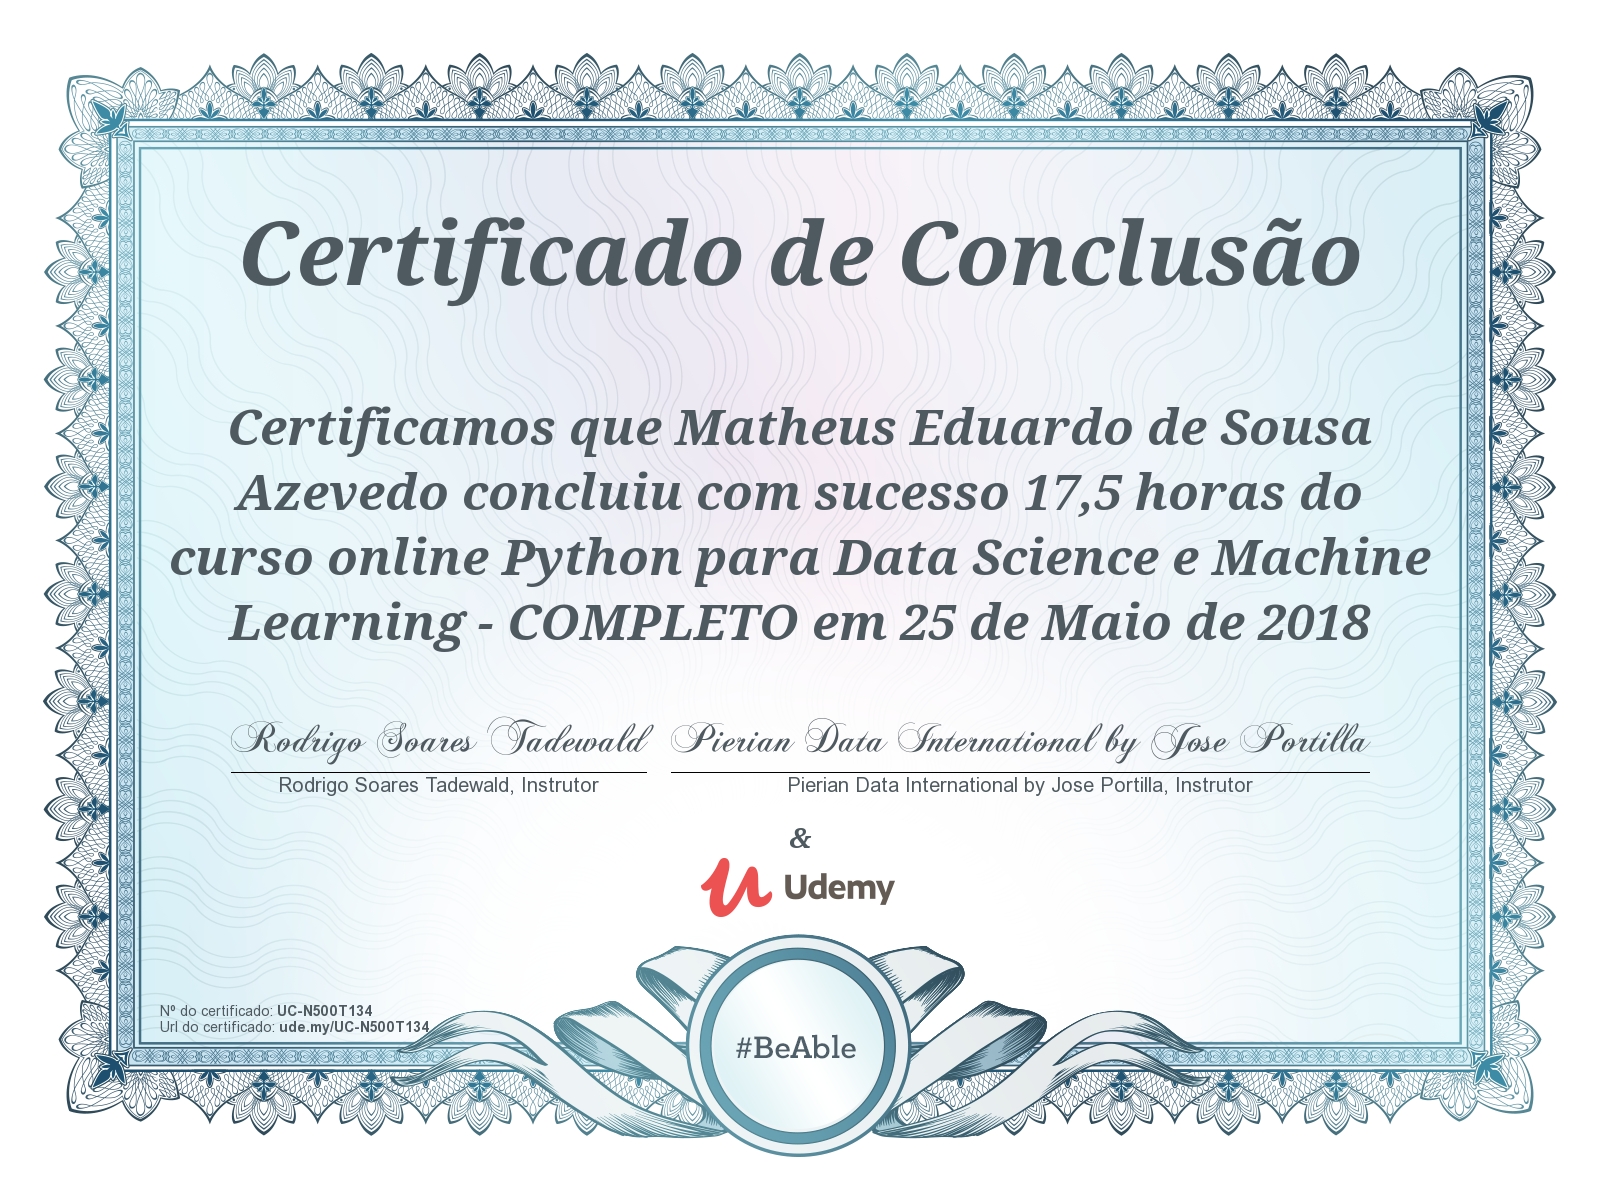 Certificado de Conclusão
Certificamos que Matheus Eduardo de Sousa
Azevedo concluiu com sucesso 17,5 horas do
curso online Python para Data Science e Machine
Learning - COMPLETO em 25 de Maio de 2018
Rodrigo Soares Tadewald
Rodrigo Soares Tadewald, Instrutor
Pierian Data International by Jose Portilla
Pierian Data International by Jose Portilla, Instrutor
&
Udemy
Nº do certificado: UC-N500T134
Url do certificado: ude.my/UC-N500T134
#BeAble